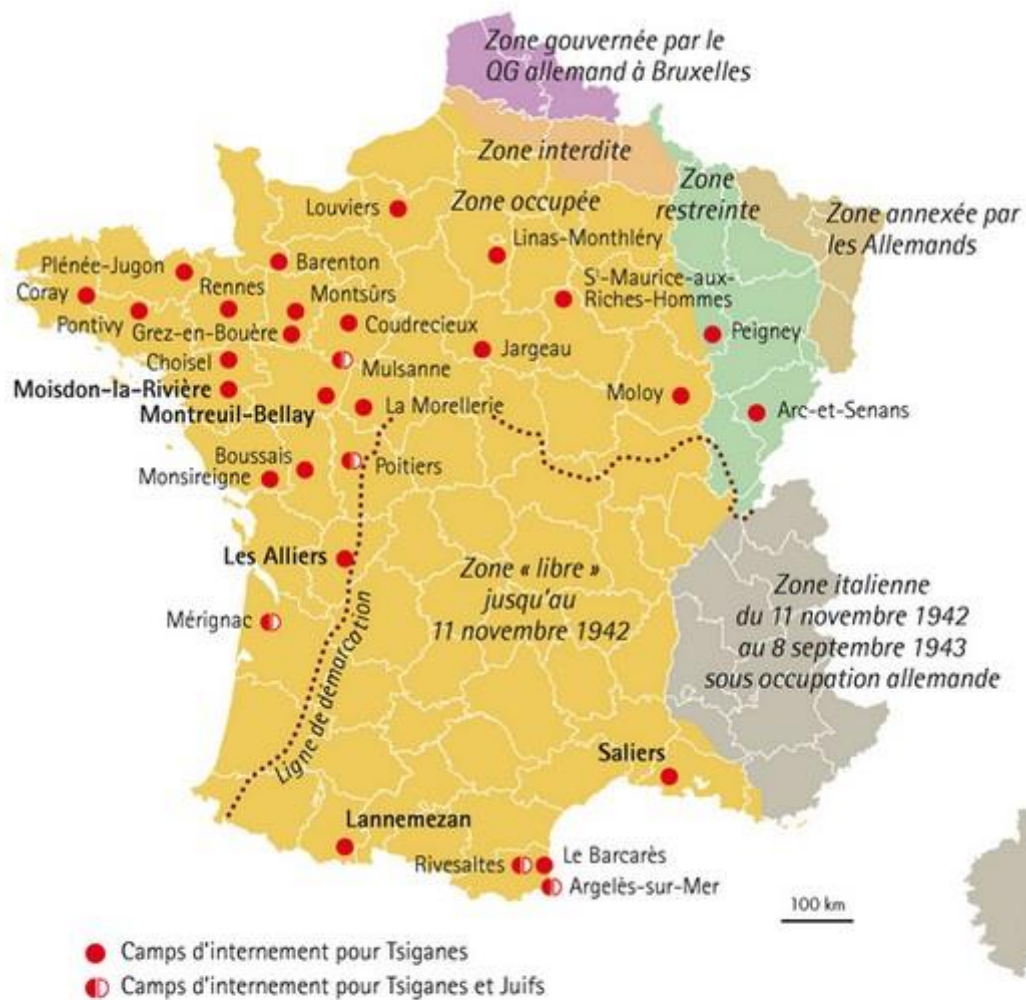 Zone gouvernée par le
QG allemand à Bruxelles
Zone interdite
Zone
restreinte
Zone occupée
Zone annexée par
les Allemands
Louviers
Linas-Monthléry
Plénée-Jugon
Barenton
St-Maurice-aux-
Riches-Hommes
Coray
Rennes
Montsûrs
Pontivy
Grez-en-Bouère
Coudrecieux
Peigney
Choisel
Mulsanne
Jargeau
Moisdon-la-Rivière
Montreuil-Bellay
La Morellerie
Moloy
Arc-et-Senans
Boussais
Monsireigne
Poitiers
Les Alliers
Zone « libre »
jusqu'au
11 novembre 1942
Zone italienne
du 11 novembre 1942
au 8 septembre 1943
sous occupation allemande
Mérignac
Ligne de démarcation
Saliers
Lannemezan
Rivesaltes
Le Barcarès
Argelès-sur-Mer
100 km
Camps d'internement pour Tsiganes
Camps d'internement pour Tsiganes et Juifs